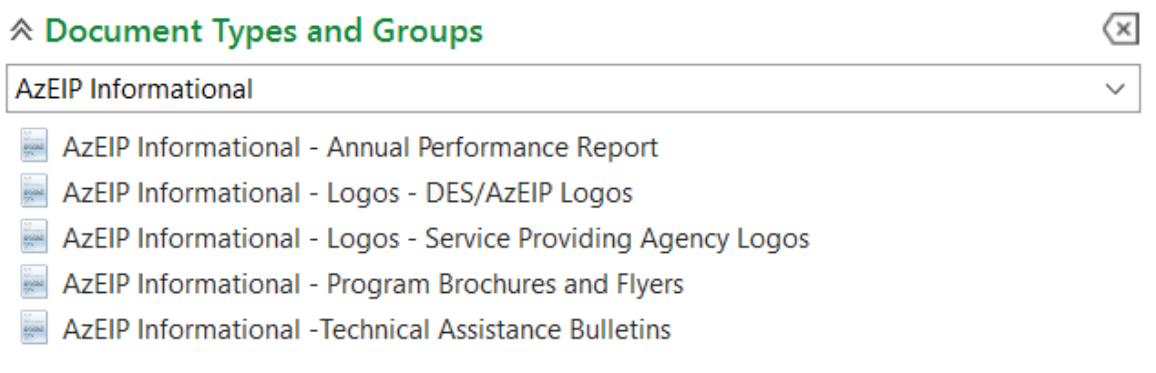 Document Types and Groups
AzEIP Informational
AzEIP Informational - Annual Performance Report
AzEIP Informational - Logos - DES/AzEIP Logos
AzEIP Informational - Logos - Service Providing Agency Logos
AzEIP Informational - Program Brochures and Flyers
AzEIP Informational -Technical Assistance Bulletins